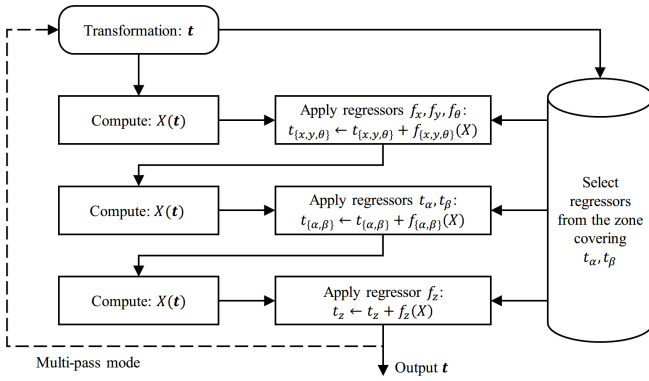 Transformation: 𝒕
Compute: 𝑋(𝒕)
Apply regressors 𝑓ₓ, 𝑓_y, 𝑓_θ:
𝑡_{x,y,θ} ← 𝑡_{x,y,θ} + 𝑓_{x,y,θ}(𝑋)
Compute: 𝑋(𝒕)
Apply regressors 𝑡_α, 𝑡_β:
𝑡_{α,β} ← 𝑡_{α,β} + 𝑓_{α,β}(𝑋)
Compute: 𝑋(𝒕)
Apply regressor 𝑓_z:
𝑡_z ← 𝑡_z + 𝑓_z(𝑋)
Select
regressors
from the zone
covering
𝑡_α, 𝑡_β
Multi-pass mode
Output 𝒕